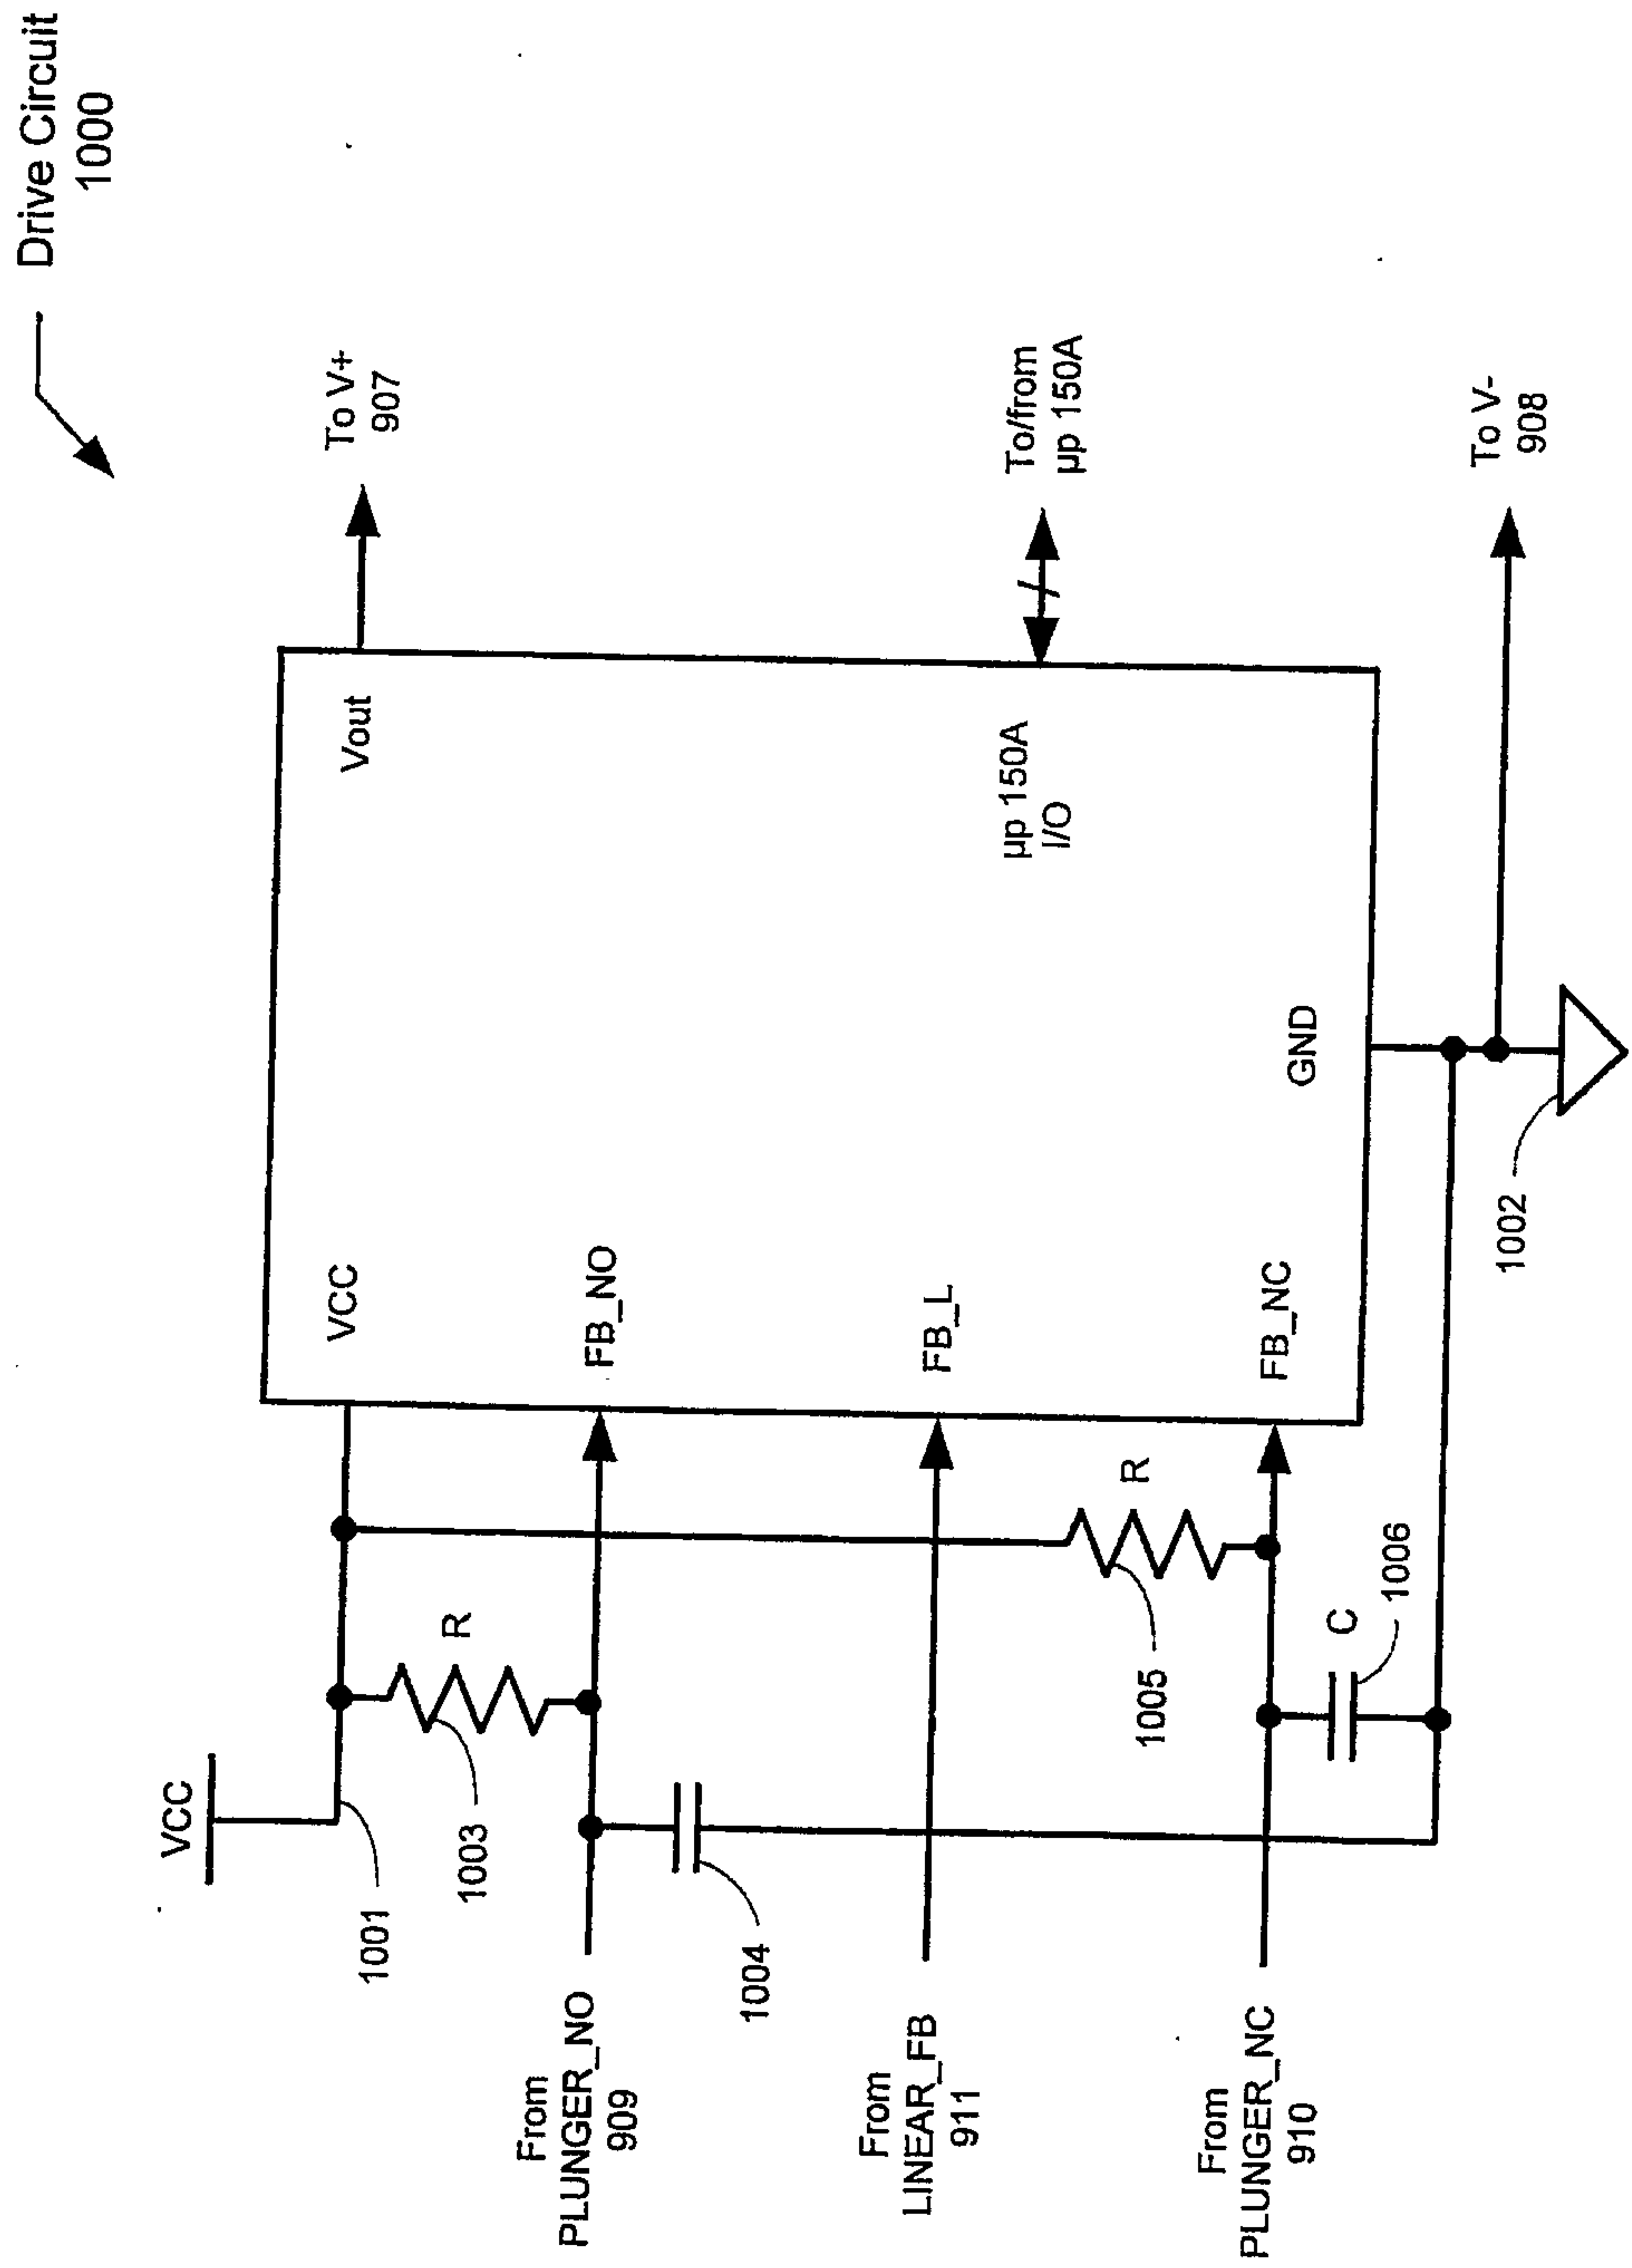 Drive Circuit
1000
VCC
1001
1003
R
VCC
Vout
To V+
907
From
PLUNGER_NO
909
FB_NO
1004
From
LINEAR_FB
911
FB_L
µp 150A
I/O
To/from
µp 150A
1005
R
From
PLUNGER_NC
910
FB_NC
GND
C
1006
1002
To V-
908